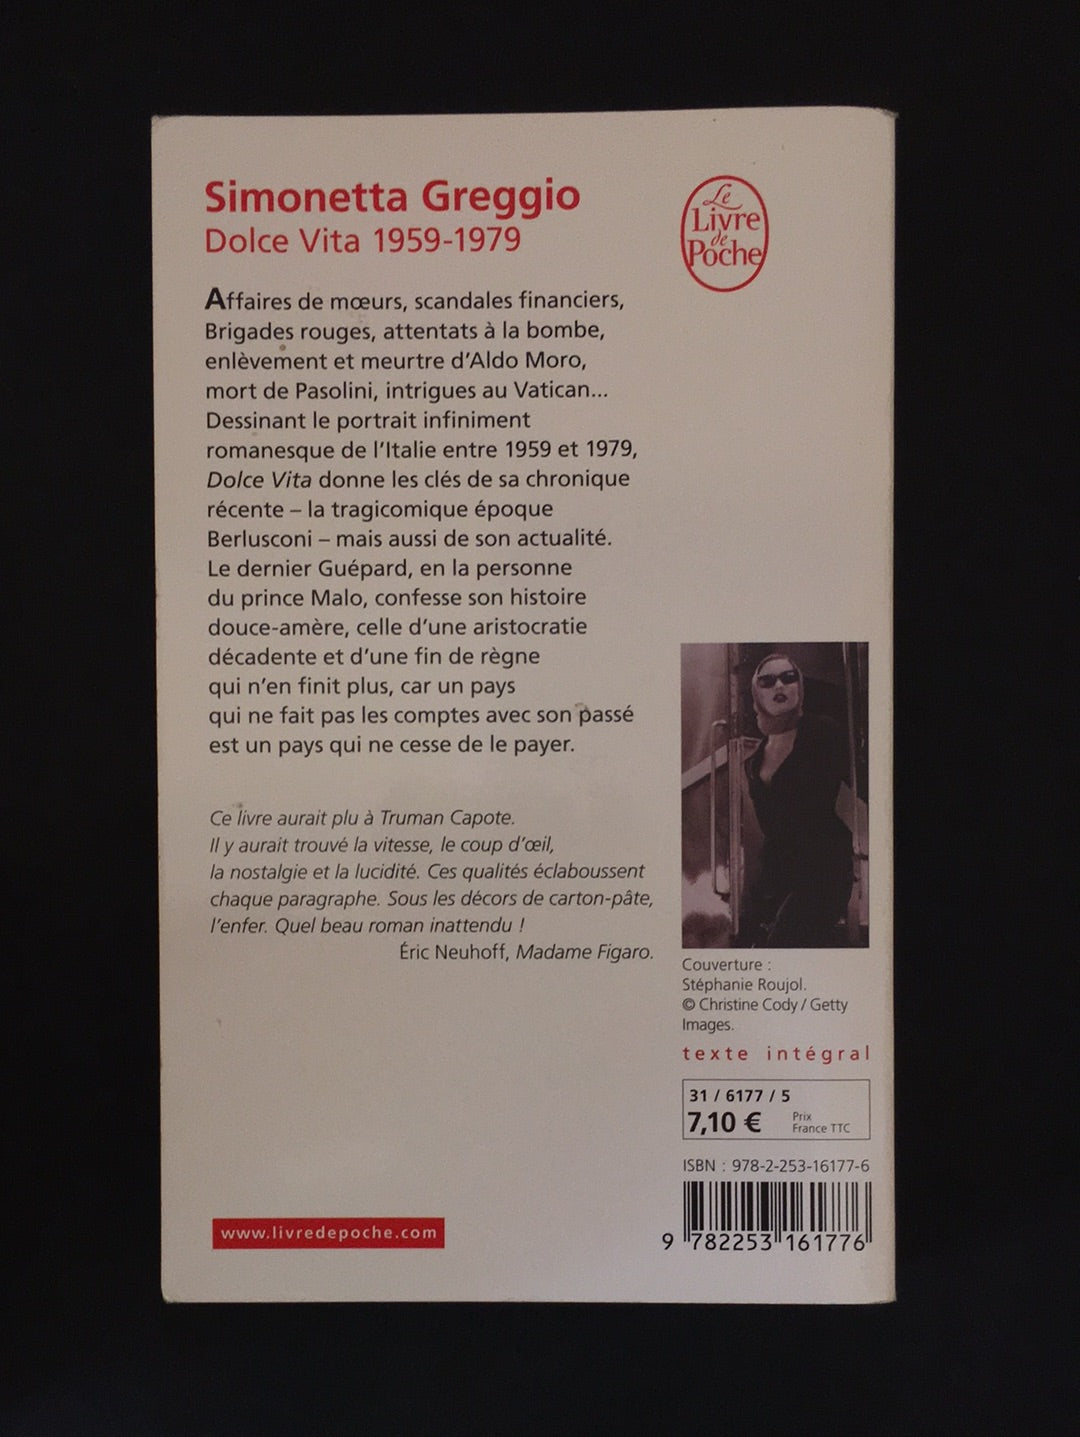 Simonetta Greggio
Dolce Vita 1959-1979
Le
Livre
de
Poche
Affaires de mœurs, scandales financiers,
Brigades rouges, attentats à la bombe,
enlèvement et meurtre d'Aldo Moro,
mort de Pasolini, intrigues au Vatican...
Dessinant le portrait infiniment
romanesque de l'Italie entre 1959 et 1979,
Dolce Vita donne les clés de sa chronique
récente – la tragicomique époque
Berlusconi – mais aussi de son actualité.
Le dernier Guépard, en la personne
du prince Malo, confesse son histoire
douce-amère, celle d'une aristocratie
décadente et d'une fin de règne
qui n'en finit plus, car un pays
qui ne fait pas les comptes avec son passé
est un pays qui ne cesse de le payer.
Ce livre aurait plu à Truman Capote.
Il y aurait trouvé la vitesse, le coup d'œil,
la nostalgie et la lucidité. Ces qualités éclaboussent
chaque paragraphe. Sous les décors de carton-pâte,
l'enfer. Quel beau roman inattendu !
Éric Neuhoff, Madame Figaro.
Couverture :
Stéphanie Roujol.
© Christine Cody / Getty
Images.
texte intégral
31 / 6177 / 5
7,10 € Prix
France TTC
ISBN : 978-2-253-16177-6
9 782253 161776
www.livredepoche.com